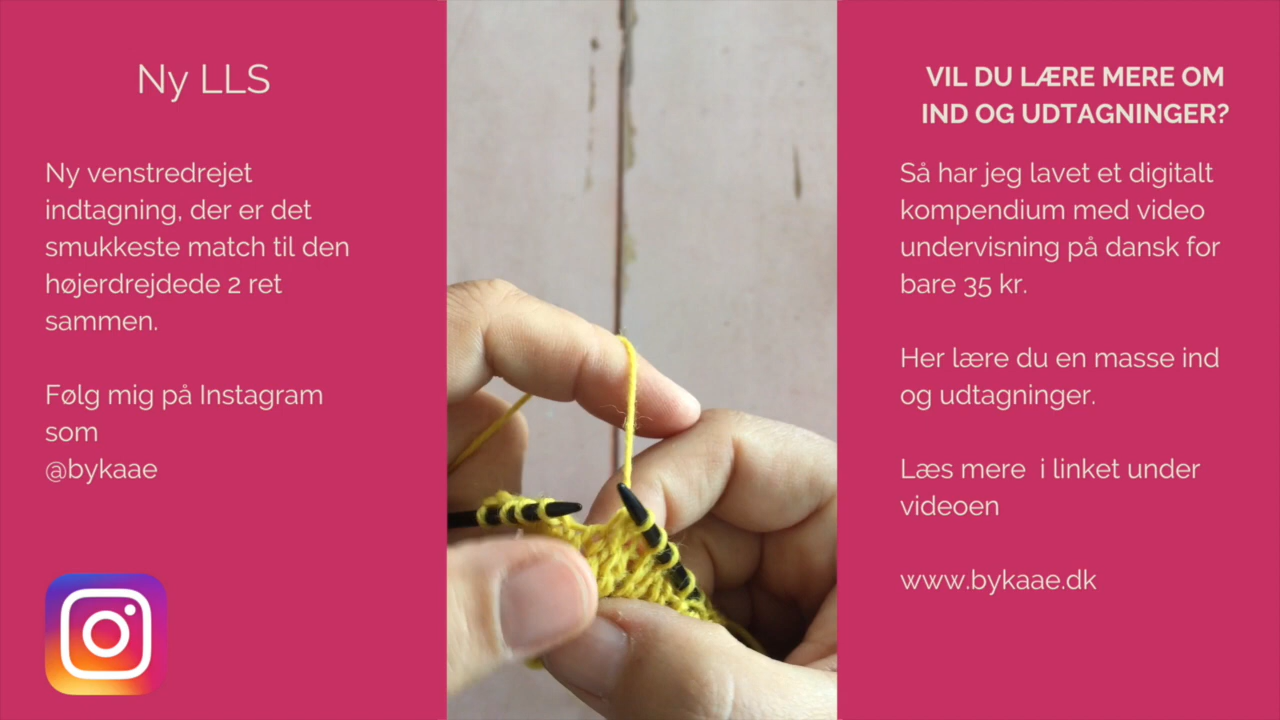 Ny LLS
Ny venstredrejet
indtagning, der er det
smukkeste match til den
højerdrejdede 2 ret
sammen.
Følg mig på Instagram
som
@bykaae
VIL DU LÆRE MERE OM
IND OG UDTAGNINGER?
Så har jeg lavet et digitalt
kompendium med video
undervisning på dansk for
bare 35 kr.
Her lære du en masse ind
og udtagninger.
Læs mere  i linket under
videoen
www.bykaae.dk